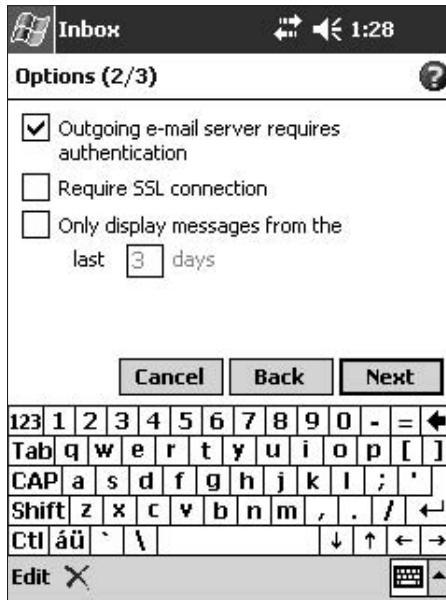 Inbox 1:28
Options (2/3) ?
Outgoing e-mail server requires
authentication
Require SSL connection
Only display messages from the
last 3 days
Cancel Back Next
123 1 2 3 4 5 6 7 8 9 0 - = ←
Tab q w e r t y u i o p [ ]
CAP a s d f g h j k l ; '
Shift z x c v b n m , . / ↵
Ctl áü ` \ ↓ ↑ ← →
Edit